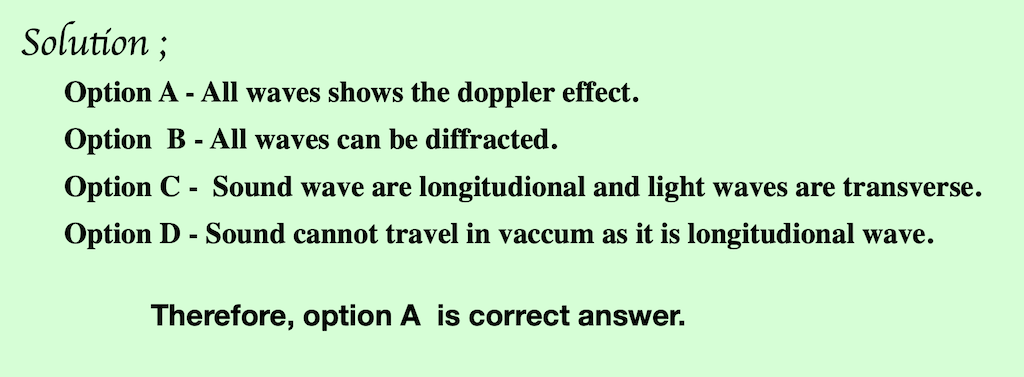 Solution ;
Option A - All waves shows the doppler effect.
Option B - All waves can be diffracted.
Option C - Sound wave are longitudional and light waves are transverse.
Option D - Sound cannot travel in vaccum as it is longitudional wave.
Therefore, option A is correct answer.